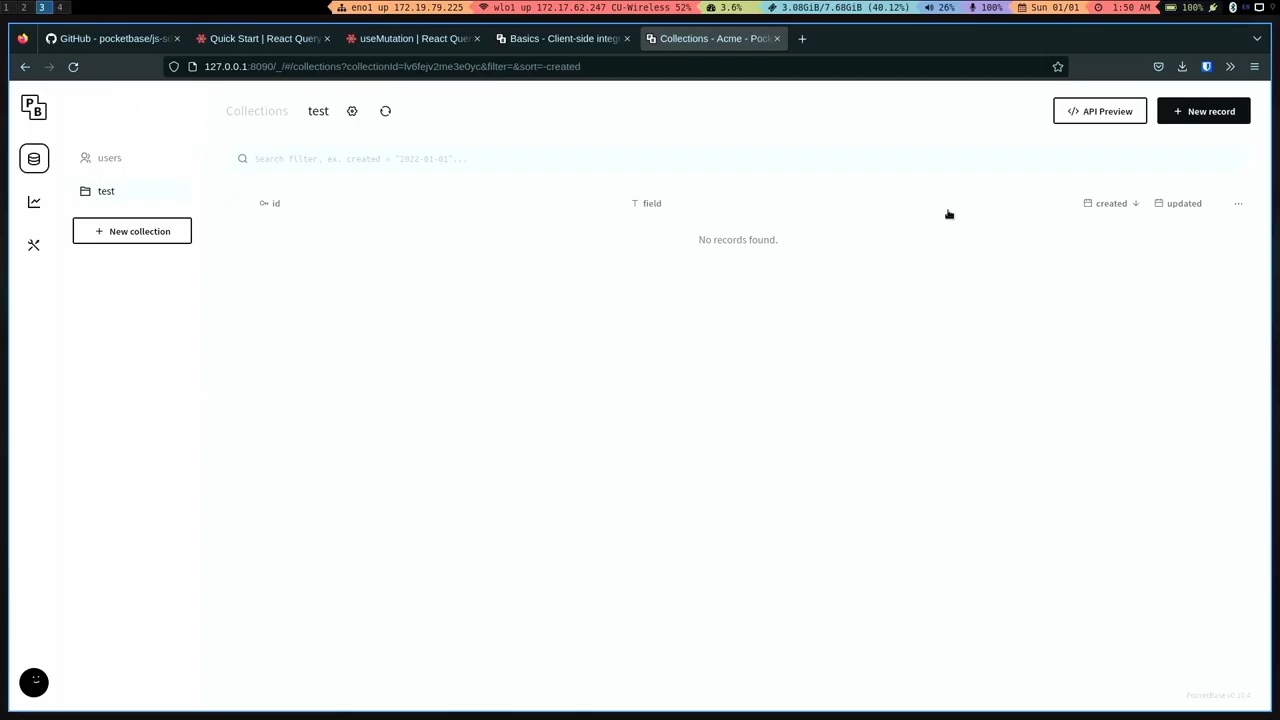 1 2 3 4 eno1 up 172.19.79.225 wlo1 up 172.17.62.247 CU-Wireless 52% 3.6% 3.08GiB/7.68GiB (40.12%) 26% 100% Sun 01/01 1:50 AM 100%
GitHub - pocketbase/js-s Quick Start | React Query useMutation | React Que Basics - Client-side integ Collections - Acme - Poc
127.0.0.1:8090/_/#/collections?collectionId=lv6fejv2me3e0yc&filter=&sort=-created
PB
Collections test API Preview + New record
users
Search filter, ex. created > "2022-01-01"...
test
id field created updated
+ New collection
No records found.
PocketBase v0.10.4